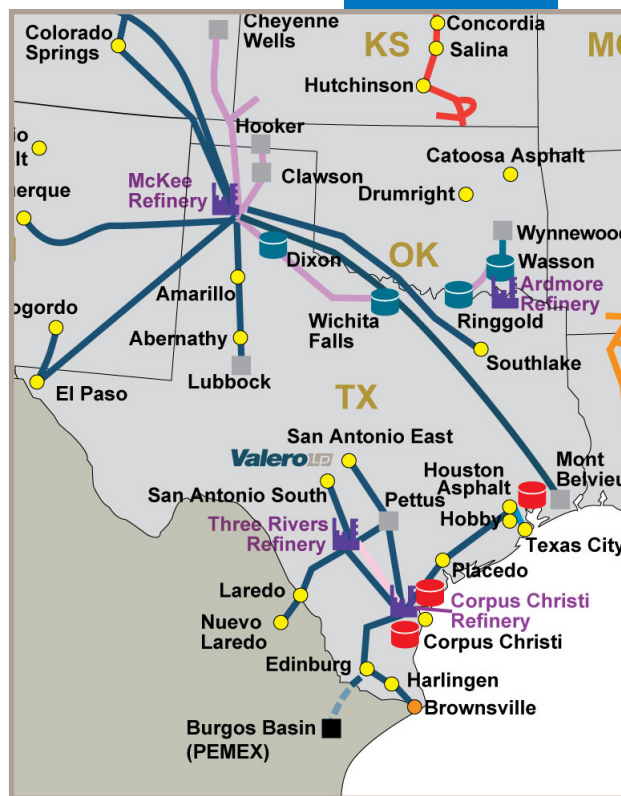 Colorado
Springs
Cheyenne
Wells
KS
Concordia
Salina
Hutchinson
Hooker
Clawson
Catoosa Asphalt
Drumright
McKee
Refinery
Dixon
OK
Wynnewood
Wasson
Ardmore
Refinery
Ringgold
Amarillo
Abernathy
Wichita
Falls
Southlake
Lubbock
El Paso
TX
San Antonio East
Valero LP
San Antonio South
Pettus
Houston
Asphalt
Mont
Hobby
Texas City
Three Rivers
Refinery
Placedo
Laredo
Nuevo
Laredo
Corpus Christi
Refinery
Corpus Christi
Edinburg
Harlingen
Brownsville
Burgos Basin
(PEMEX)